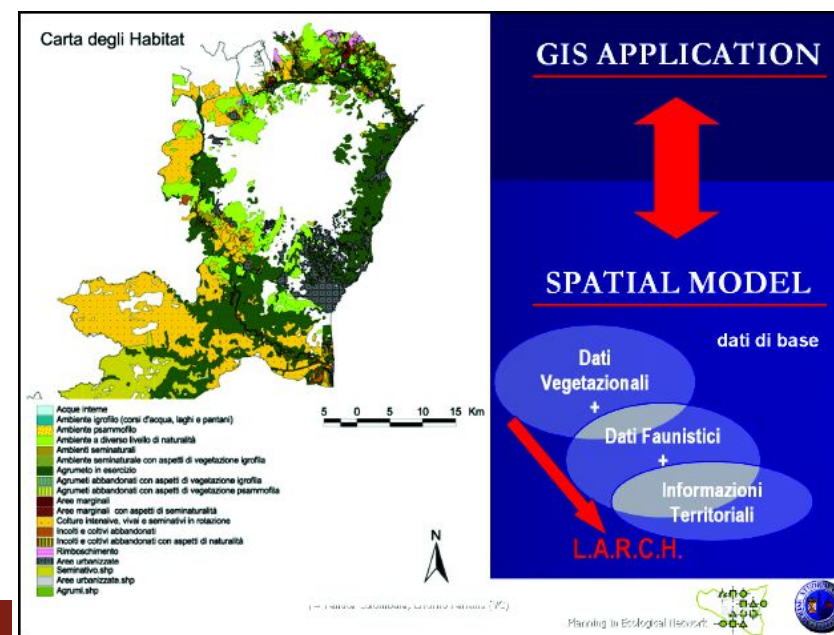 Carta degli Habitat
Acque interne
Ambiente igrofilo (corsi d'acqua, laghi e pantani)
Ambiente psammofilo
Ambiente a diverso livello di naturalità
Ambienti seminaturali
Ambiente seminaturale con aspetti di vegetazione igrofila
Agrumeto in esercizio
Agrumeti abbandonati con aspetti di vegetazione igrofila
Agrumeti abbandonati con aspetti di vegetazione psammofila
Aree marginali
Aree marginali con aspetti di seminaturalità
Colture intensive, vivai e seminativi in rotazione
Incolti e coltivi abbandonati
Incolti e coltivi abbandonati con aspetti di naturalità
Rimboschimento
Aree urbanizzate
Seminativo.shp
Aree urbanizzate.shp
Agrumi.shp
5 0 5 10 15 Km
N
GIS APPLICATION
SPATIAL MODEL
dati di base
Dati
Vegetazionali
+
Dati Faunistici
+
Informazioni
Territoriali
L.A.R.C.H.
Planning in Ecological Network